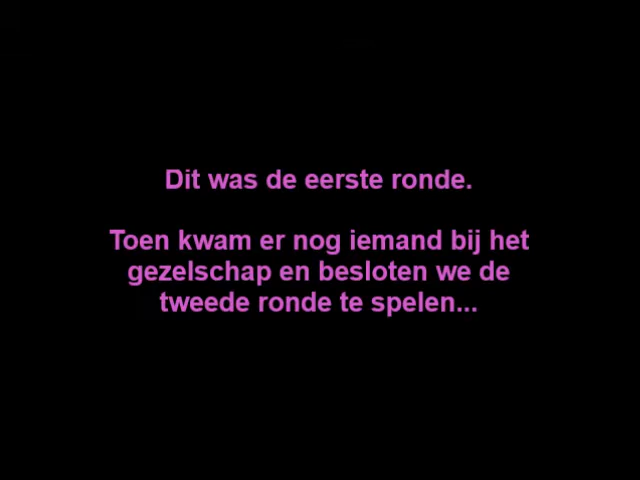 Dit was de eerste ronde.
Toen kwam er nog iemand bij het
gezelschap en besloten we de
tweede ronde te spelen...